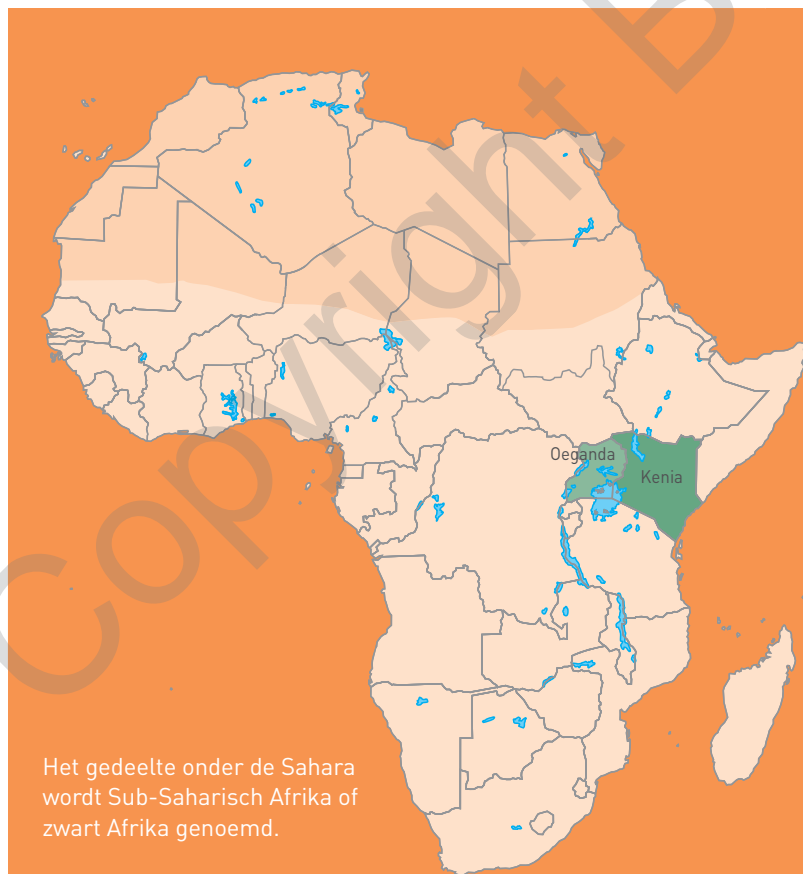 Copyright B
Oeganda
Kenia
Het gedeelte onder de Sahara
wordt Sub-Saharisch Afrika of
zwart Afrika genoemd.